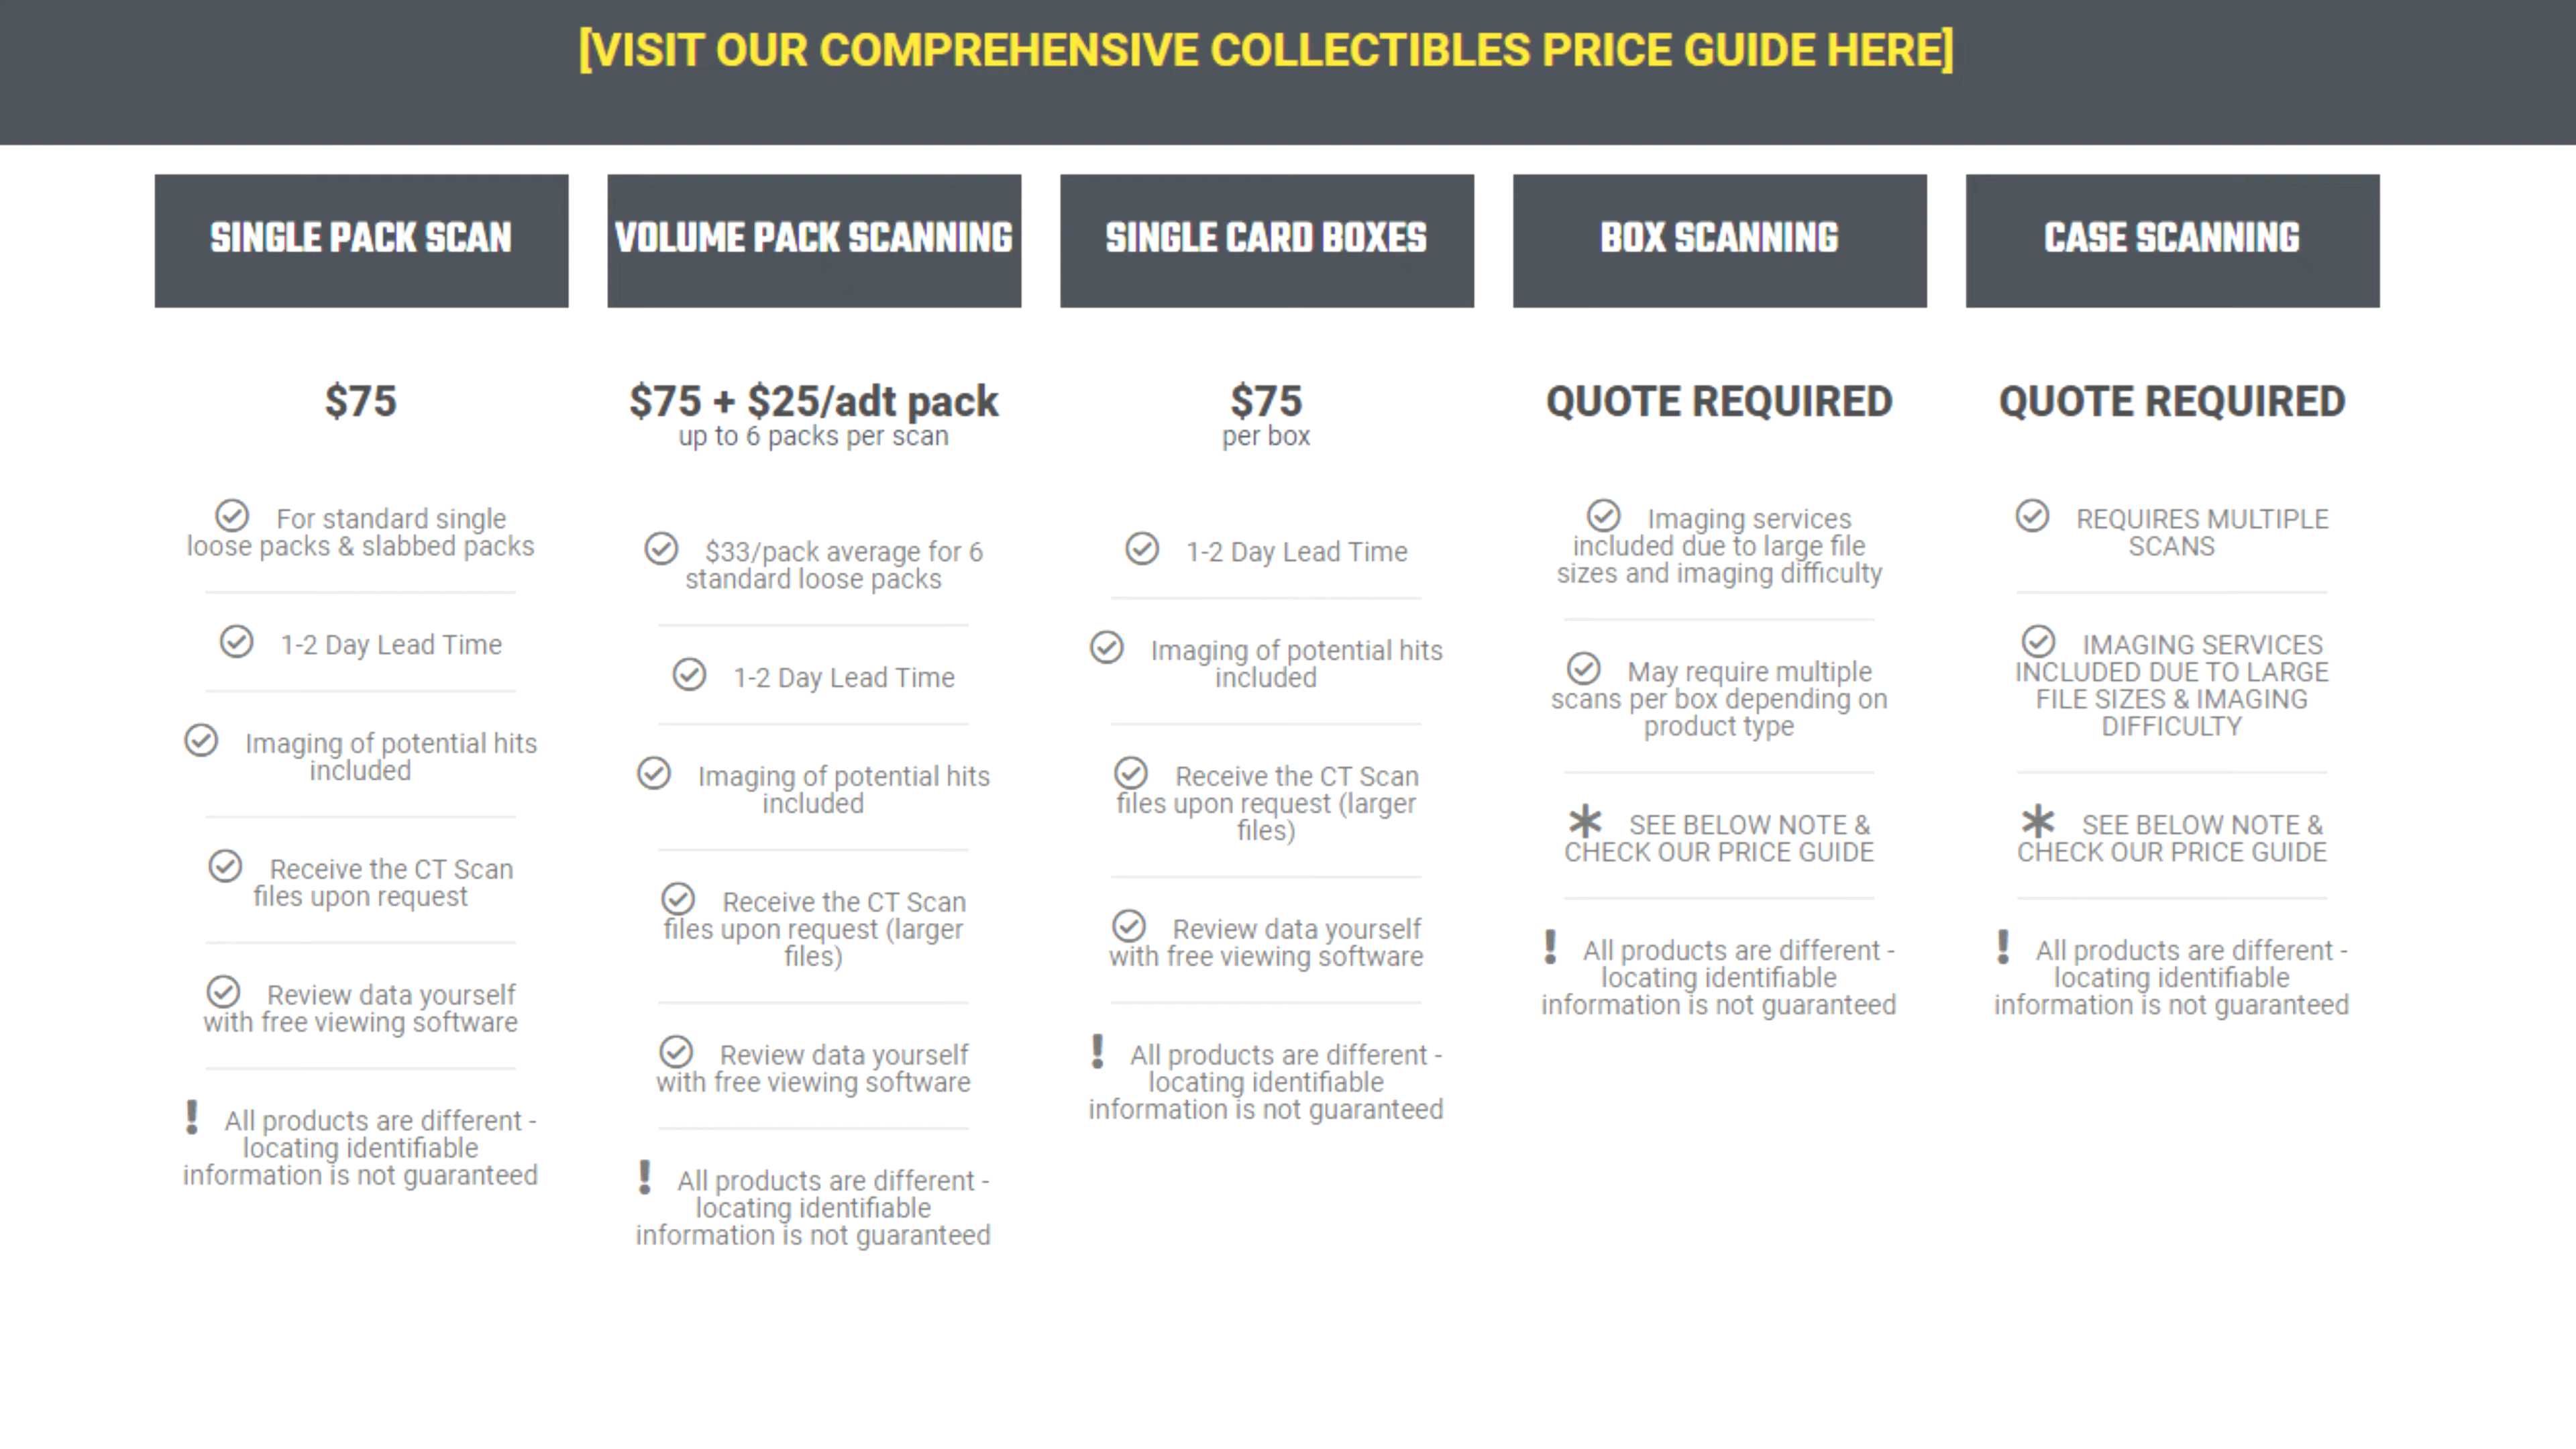 [VISIT OUR COMPREHENSIVE COLLECTIBLES PRICE GUIDE HERE]
SINGLE PACK SCAN
$75
For standard single
loose packs & slabbed packs
1-2 Day Lead Time
Imaging of potential hits
included
Receive the CT Scan
files upon request
Review data yourself
with free viewing software
! All products are different -
locating identifiable
information is not guaranteed
VOLUME PACK SCANNING
$75 + $25/adt pack
up to 6 packs per scan
$33/pack average for 6
standard loose packs
1-2 Day Lead Time
Imaging of potential hits
included
Receive the CT Scan
files upon request (larger
files)
Review data yourself
with free viewing software
! All products are different -
locating identifiable
information is not guaranteed
SINGLE CARD BOXES
$75
per box
1-2 Day Lead Time
Imaging of potential hits
included
Receive the CT Scan
files upon request (larger
files)
Review data yourself
with free viewing software
! All products are different -
locating identifiable
information is not guaranteed
BOX SCANNING
QUOTE REQUIRED
Imaging services
included due to large file
sizes and imaging difficulty
May require multiple
scans per box depending on
product type
* SEE BELOW NOTE &
CHECK OUR PRICE GUIDE
! All products are different -
locating identifiable
information is not guaranteed
CASE SCANNING
QUOTE REQUIRED
REQUIRES MULTIPLE
SCANS
IMAGING SERVICES
INCLUDED DUE TO LARGE
FILE SIZES & IMAGING
DIFFICULTY
* SEE BELOW NOTE &
CHECK OUR PRICE GUIDE
! All products are different -
locating identifiable
information is not guaranteed